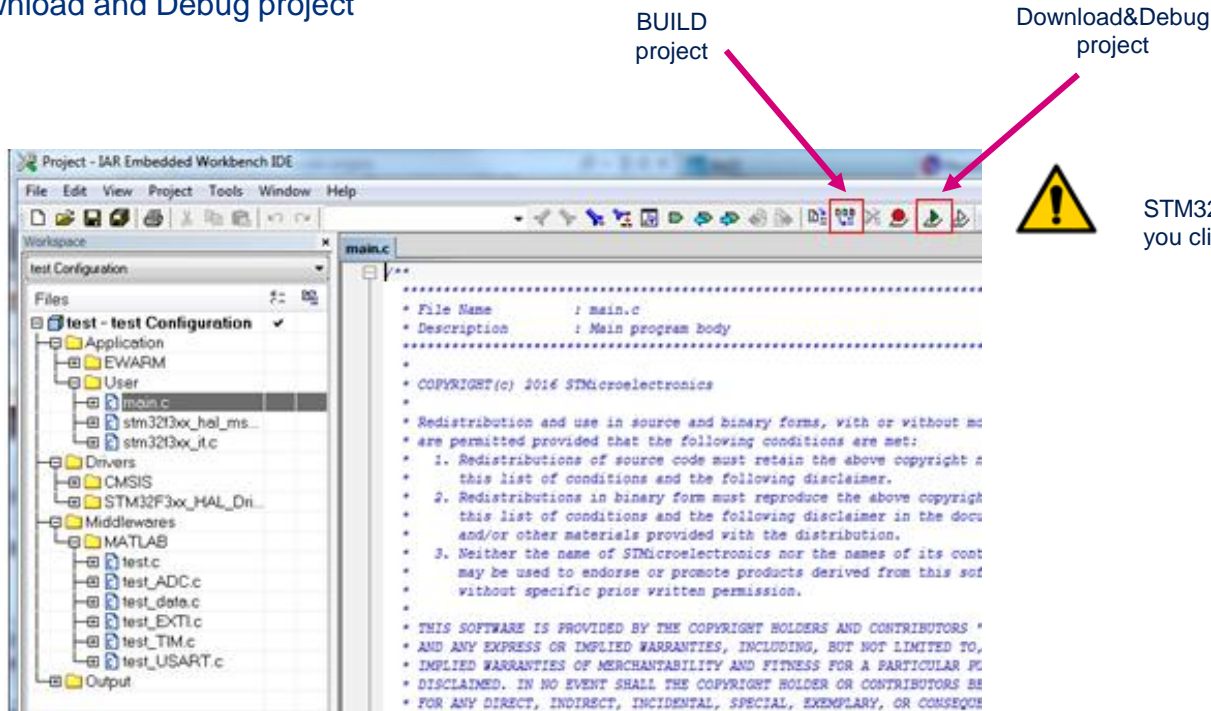 nload and Debug project
BUILD
project
Download&Debug
project
STM32
you cli
Project - IAR Embedded Workbench IDE
File Edit View Project Tools Window Help
Workspace
test Configuration
Files
test - test Configuration
Application
EWARM
User
main.c
stm32f3xx_hal_ms...
stm32f3xx_it.c
Drivers
CMSIS
STM32F3xx_HAL_Dri...
Middlewares
MATLAB
test.c
test_ADC.c
test_data.c
test_EXTI.c
test_TIM.c
test_USART.c
Output
main.c
/**
******************************************************************************
* File Name : main.c
* Description : Main program body
******************************************************************************
*
* COPYRIGHT(c) 2016 STMicroelectronics
*
* Redistribution and use in source and binary forms, with or without mo
* are permitted provided that the following conditions are met:
* 1. Redistributions of source code must retain the above copyright n
* this list of conditions and the following disclaimer.
* 2. Redistributions in binary form must reproduce the above copyrigh
* this list of conditions and the following disclaimer in the docu
* and/or other materials provided with the distribution.
* 3. Neither the name of STMicroelectronics nor the names of its cont
* may be used to endorse or promote products derived from this sof
* without specific prior written permission.
*
* THIS SOFTWARE IS PROVIDED BY THE COPYRIGHT HOLDERS AND CONTRIBUTORS "
* AND ANY EXPRESS OR IMPLIED WARRANTIES, INCLUDING, BUT NOT LIMITED TO,
* IMPLIED WARRANTIES OF MERCHANTABILITY AND FITNESS FOR A PARTICULAR PU
* DISCLAIMED. IN NO EVENT SHALL THE COPYRIGHT HOLDER OR CONTRIBUTORS BE
* FOR ANY DIRECT, INDIRECT, INCIDENTAL, SPECIAL, EXEMPLARY, OR CONSEQUE